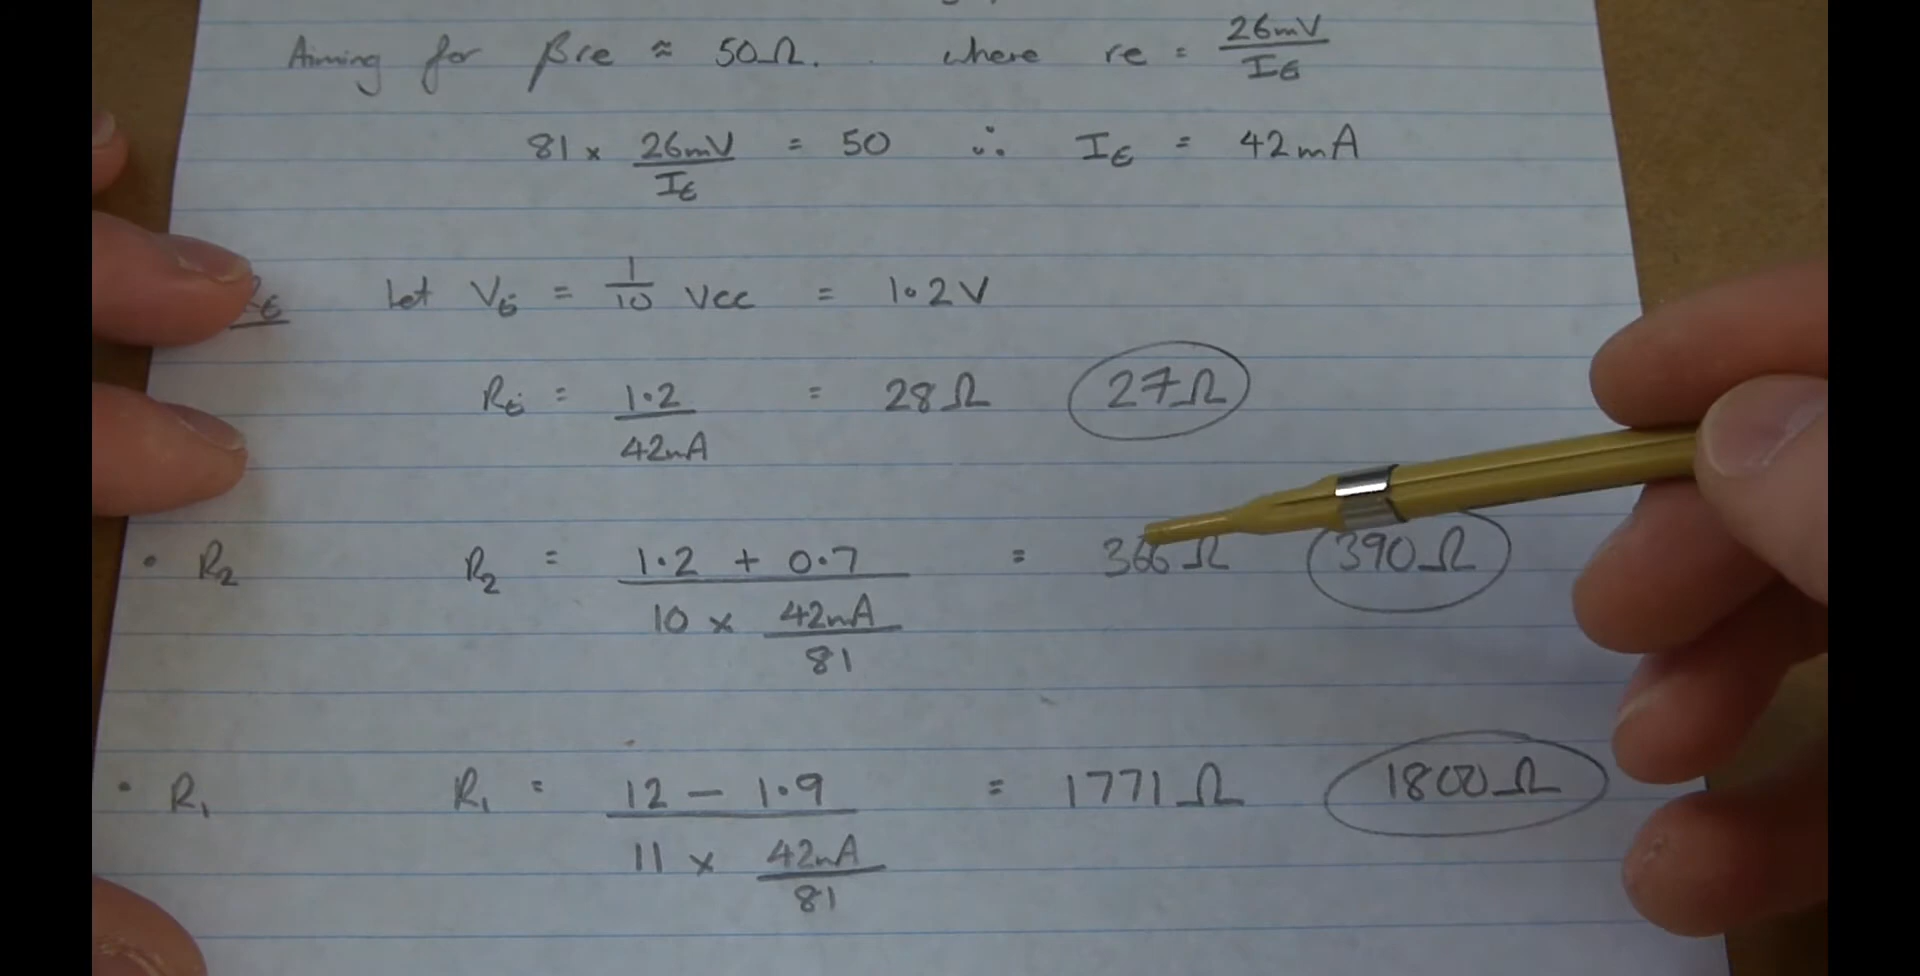 Aiming for βre ≈ 50Ω. where re = 26mV / IE
81 × 26mV / IE = 50 ∴ IE = 42mA
RE Let VE = 1/10 Vcc = 1.2V
RE = 1.2 / 42mA = 28Ω 27Ω
• R2 R2 = 1.2 + 0.7 / 10 × 42mA / 81 = 366Ω 390Ω
• R1 R1 = 12 - 1.9 / 11 × 42mA / 81 = 1771Ω 1800Ω